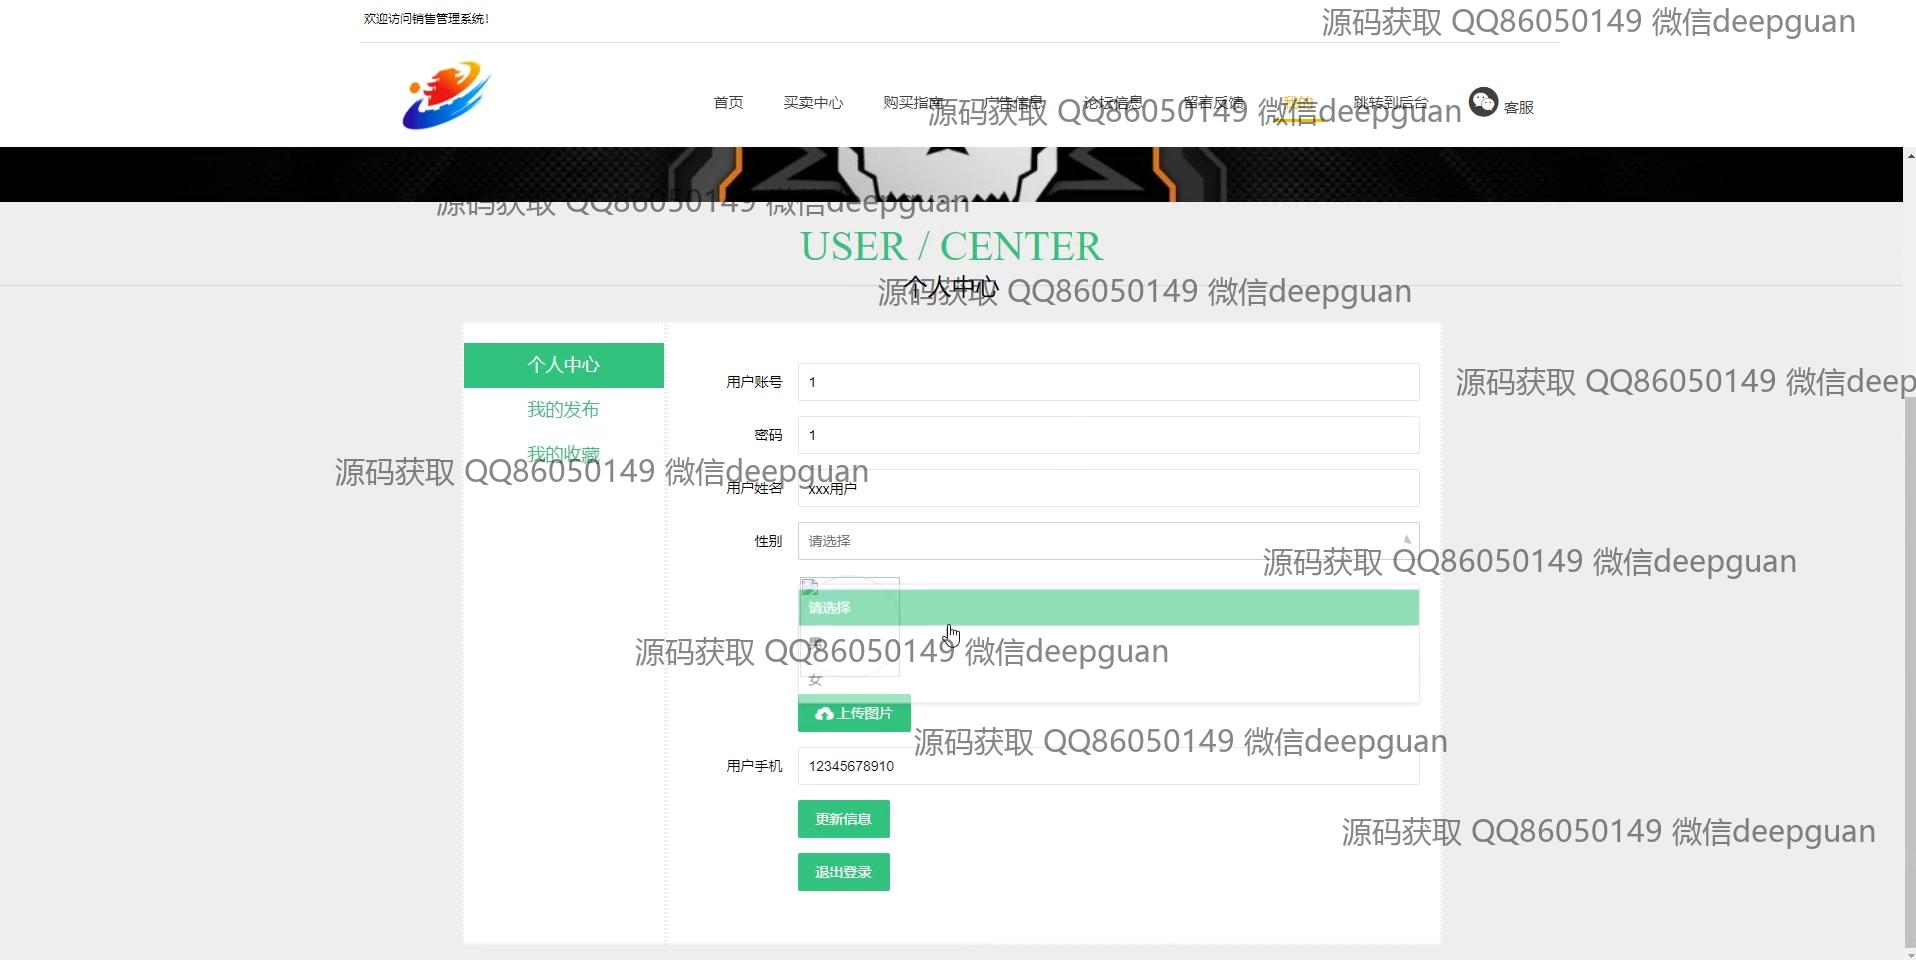 欢迎访问销售管理系统!
源码获取 QQ86050149 微信deepguan
首页 买卖中心 购买指南 广告信息 论坛信息 留言反馈 我的 跳转到后台 客服
源码获取 QQ86050149 微信deepguan
源码获取 QQ86050149 微信deepguan
USER / CENTER
个人中心
源码获取 QQ86050149 微信deepguan
个人中心
用户账号 1
源码获取 QQ86050149 微信deep
我的发布
密码 1
我的收藏
源码获取 QQ86050149 微信deepguan
用户姓名 xxx用户
性别 请选择
源码获取 QQ86050149 微信deepguan
请选择
男
源码获取 QQ86050149 微信deepguan
女
上传图片
源码获取 QQ86050149 微信deepguan
用户手机 12345678910
更新信息
源码获取 QQ86050149 微信deepguan
退出登录